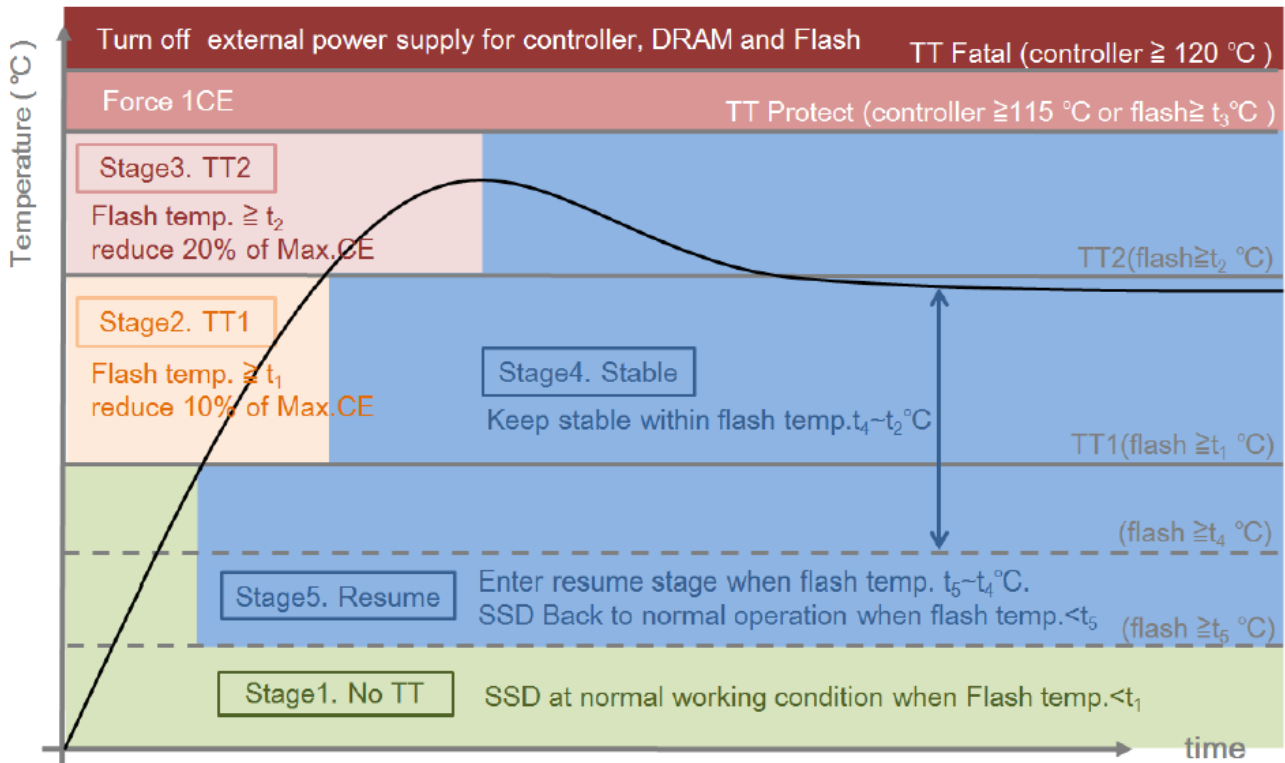 Temperature (°C)
Turn off external power supply for controller, DRAM and Flash
TT Fatal (controller ≧ 120 °C )
Force 1CE
TT Protect (controller ≧115 °C or flash≧ t₃°C )
Stage3. TT2
Flash temp. ≧ t₂
reduce 20% of Max.CE
TT2(flash≧t₂ °C)
Stage2. TT1
Flash temp. ≧ t₁
reduce 10% of Max.CE
Stage4. Stable
Keep stable within flash temp.t₄~t₂°C
TT1(flash ≧t₁ °C)
(flash ≧t₄ °C)
Stage5. Resume
Enter resume stage when flash temp. t₅~t₄°C.
SSD Back to normal operation when flash temp.<t₅
(flash ≧t₅ °C)
Stage1. No TT
SSD at normal working condition when Flash temp.<t₁
time